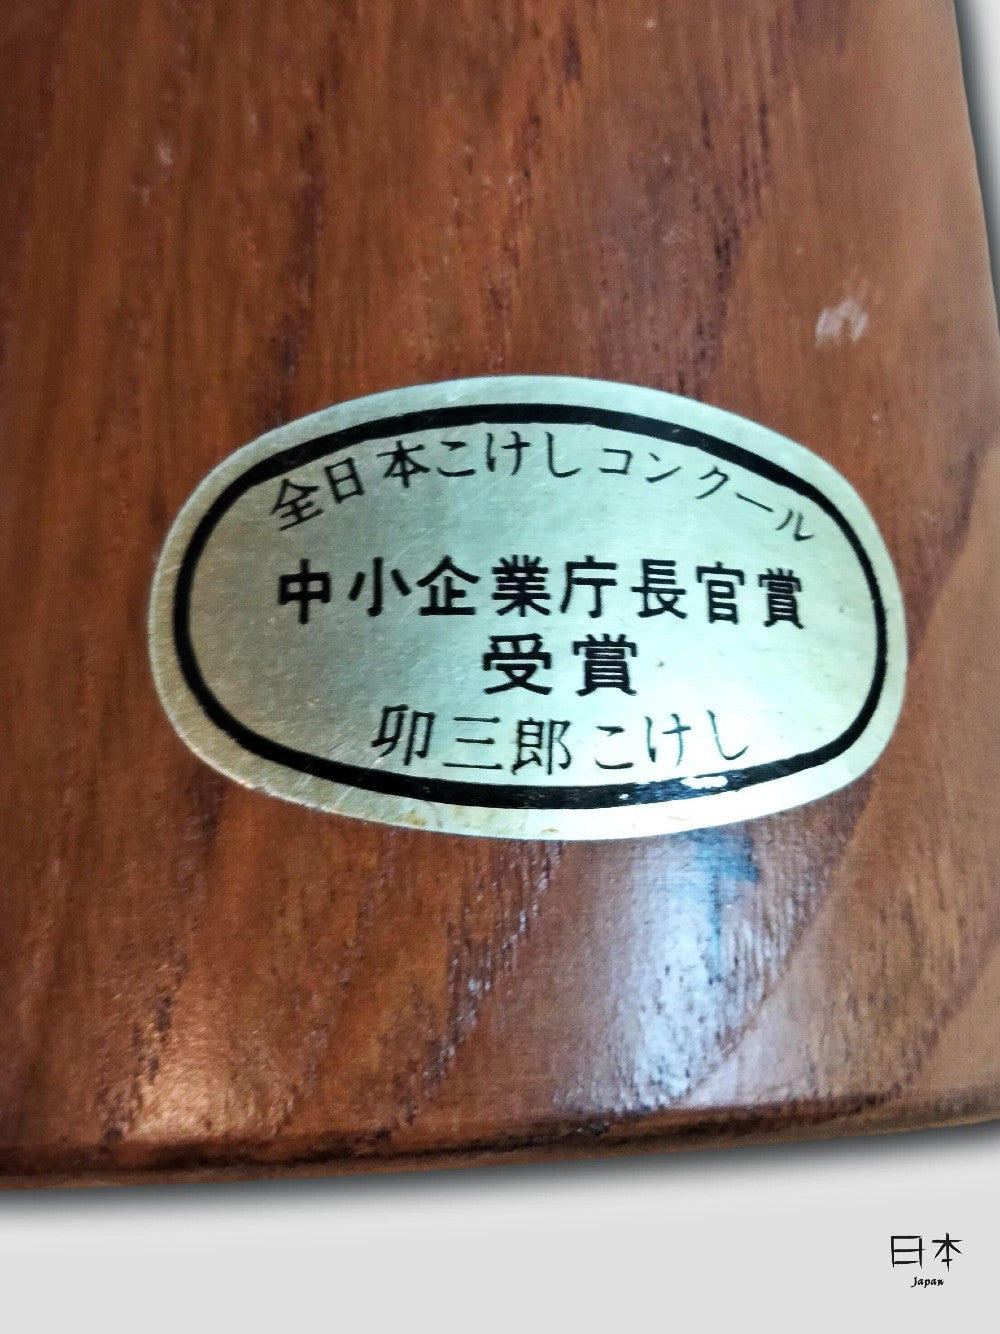 全日本こけしコンクール
中小企業庁長官賞
受賞
卯三郎こけし
日本
Japan